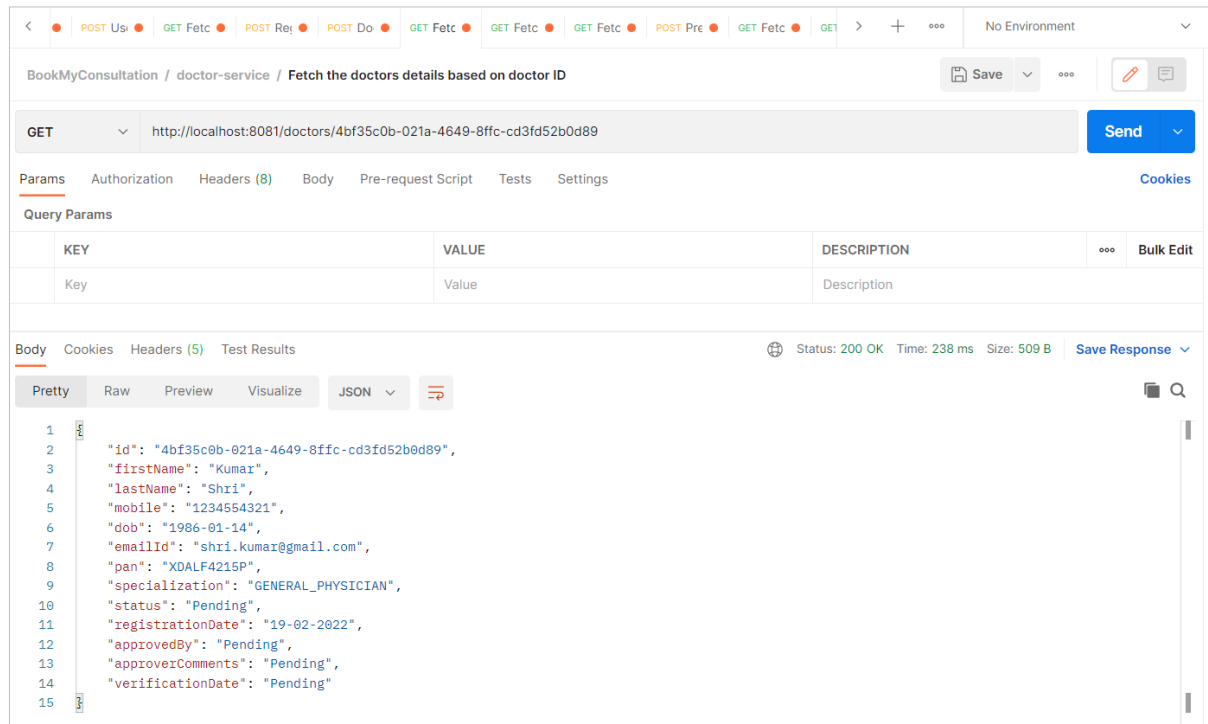 POST Use GET Fetc POST Reg POST Do GET Fetc GET Fetc GET Fetc POST Pre GET Fetc GET No Environment
BookMyConsultation / doctor-service / Fetch the doctors details based on doctor ID Save
GET http://localhost:8081/doctors/4bf35c0b-021a-4649-8ffc-cd3fd52b0d89 Send
Params Authorization Headers (8) Body Pre-request Script Tests Settings Cookies
Query Params
KEY VALUE DESCRIPTION Bulk Edit
Key Value Description
Body Cookies Headers (5) Test Results Status: 200 OK Time: 238 ms Size: 509 B Save Response
Pretty Raw Preview Visualize JSON
1 {
2 "id": "4bf35c0b-021a-4649-8ffc-cd3fd52b0d89",
3 "firstName": "Kumar",
4 "lastName": "Shri",
5 "mobile": "1234554321",
6 "dob": "1986-01-14",
7 "emailId": "shri.kumar@gmail.com",
8 "pan": "XDALF4215P",
9 "specialization": "GENERAL_PHYSICIAN",
10 "status": "Pending",
11 "registrationDate": "19-02-2022",
12 "approvedBy": "Pending",
13 "approverComments": "Pending",
14 "verificationDate": "Pending"
15 }